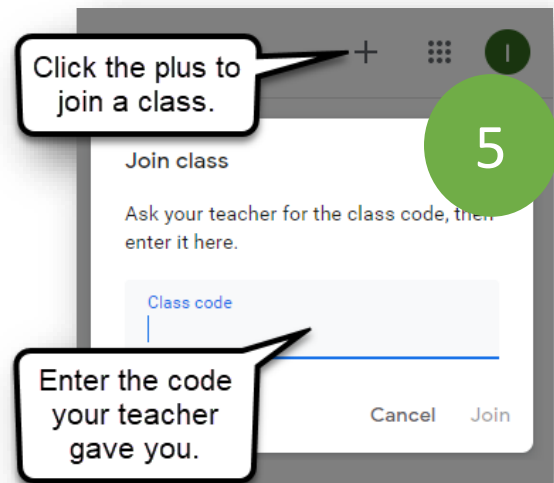 Click the plus to
join a class.
I
5
Join class
Ask your teacher for the class code, then
enter it here.
Class code
Enter the code
your teacher
gave you.
Cancel Join